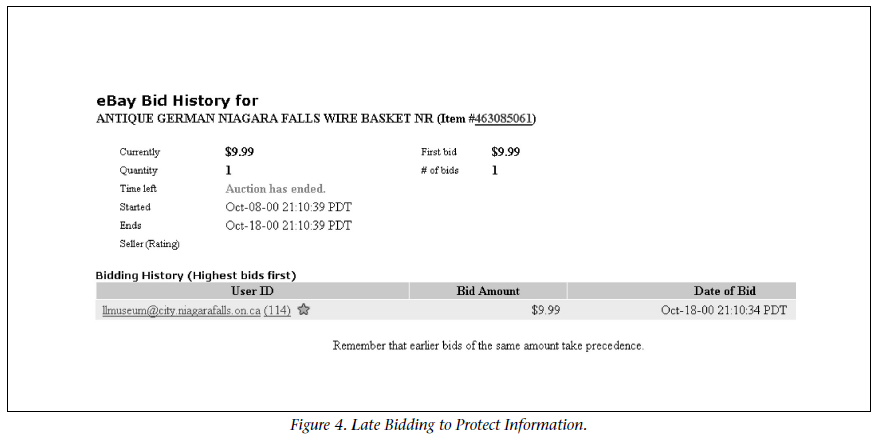 eBay Bid History for
ANTIQUE GERMAN NIAGARA FALLS WIRE BASKET NR (Item #463085061)
Currently $9.99 First bid $9.99
Quantity 1 # of bids 1
Time left Auction has ended.
Started Oct-08-00 21:10:39 PDT
Ends Oct-18-00 21:10:39 PDT
Seller (Rating)
Bidding History (Highest bids first)
User ID Bid Amount Date of Bid
llmuseum@city.niagarafalls.on.ca (114) $9.99 Oct-18-00 21:10:34 PDT
Remember that earlier bids of the same amount take precedence.
Figure 4. Late Bidding to Protect Information.